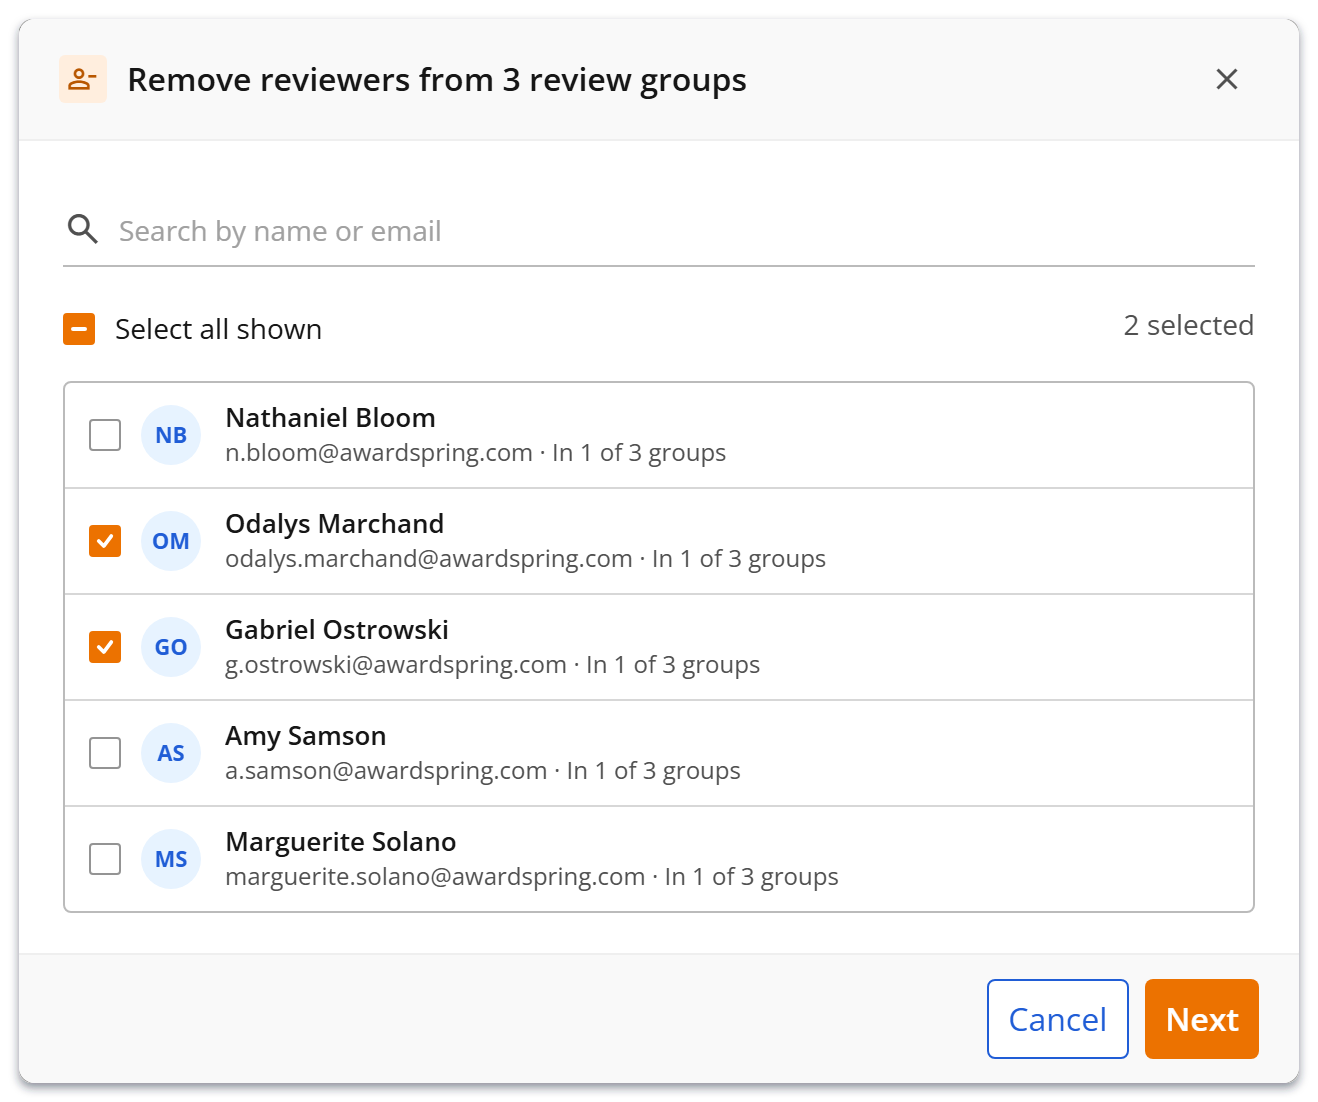 Remove reviewers from 3 review groups
Search by name or email
Select all shown
2 selected
NB
Nathaniel Bloom
n.bloom@awardspring.com · In 1 of 3 groups
OM
Odalys Marchand
odalys.marchand@awardspring.com · In 1 of 3 groups
GO
Gabriel Ostrowski
g.ostrowski@awardspring.com · In 1 of 3 groups
AS
Amy Samson
a.samson@awardspring.com · In 1 of 3 groups
MS
Marguerite Solano
marguerite.solano@awardspring.com · In 1 of 3 groups
Cancel
Next